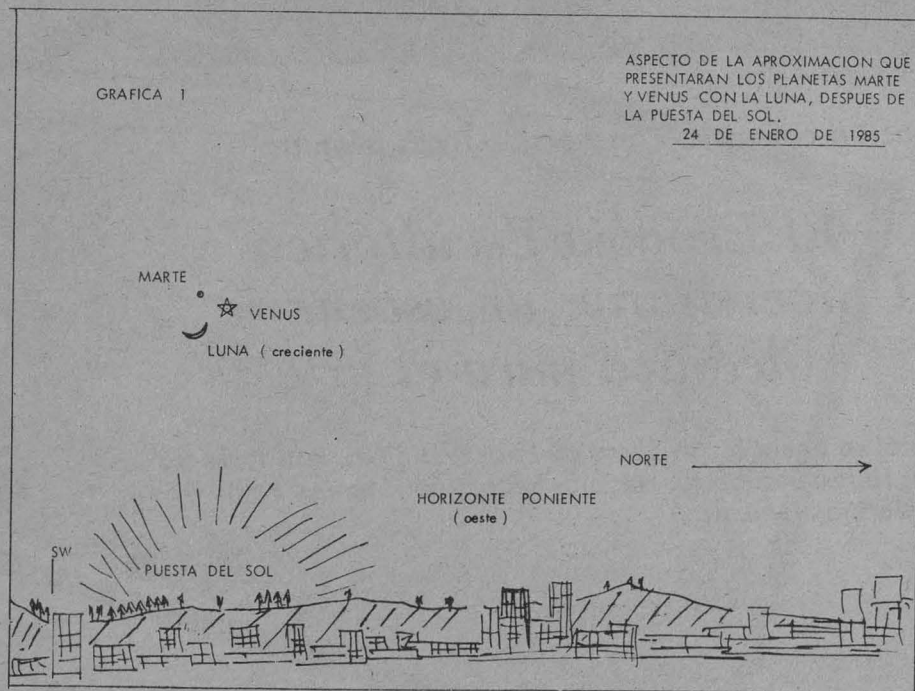 GRAFICA 1
ASPECTO DE LA APROXIMACION QUE
PRESENTARAN LOS PLANETAS MARTE
Y VENUS CON LA LUNA, DESPUES DE
LA PUESTA DEL SOL.
24 DE ENERO DE 1985
MARTE
VENUS
LUNA ( creciente )
NORTE
HORIZONTE PONIENTE
( oeste )
SW
PUESTA DEL SOL